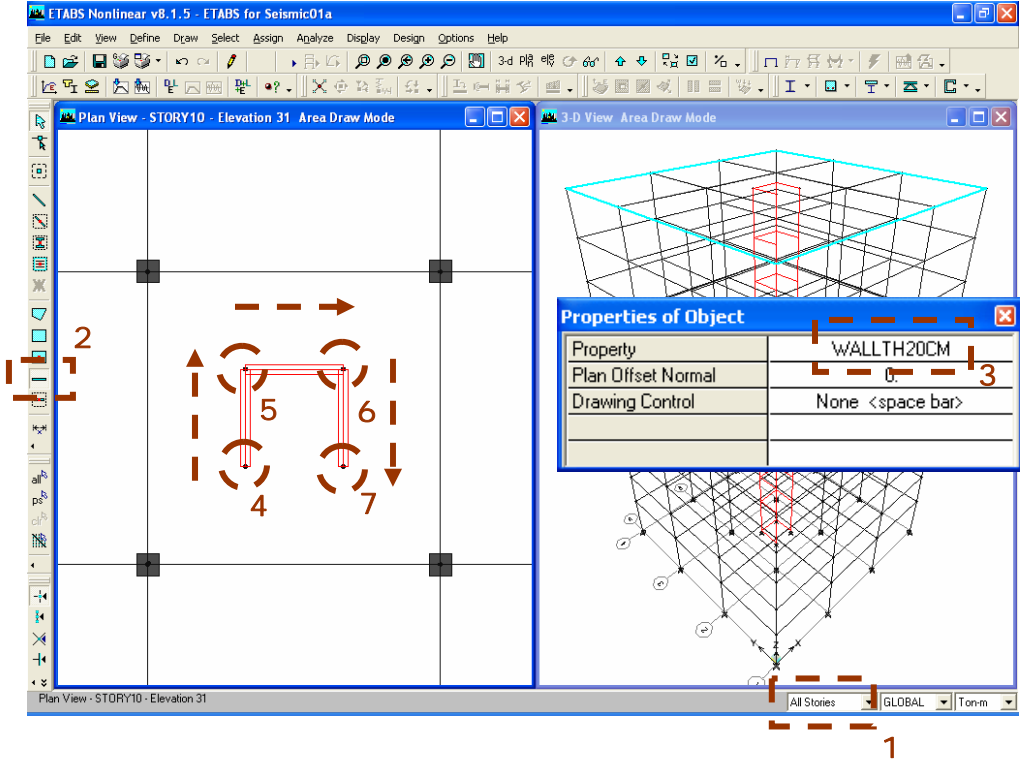 ETABS Nonlinear v8.1.5 - ETABS for Seismic01a
File Edit View Define Draw Select Assign Analyze Display Design Options Help
3-d
Plan View - STORY10 - Elevation 31 Area Draw Mode
3-D View Area Draw Mode
2
5
6
4
7
all
ps
clr
Properties of Object
Property WALLTH20CM
Plan Offset Normal 0.
Drawing Control None <space bar>
3
Y Z X
Plan View - STORY10 - Elevation 31
All Stories GLOBAL Ton-m
1